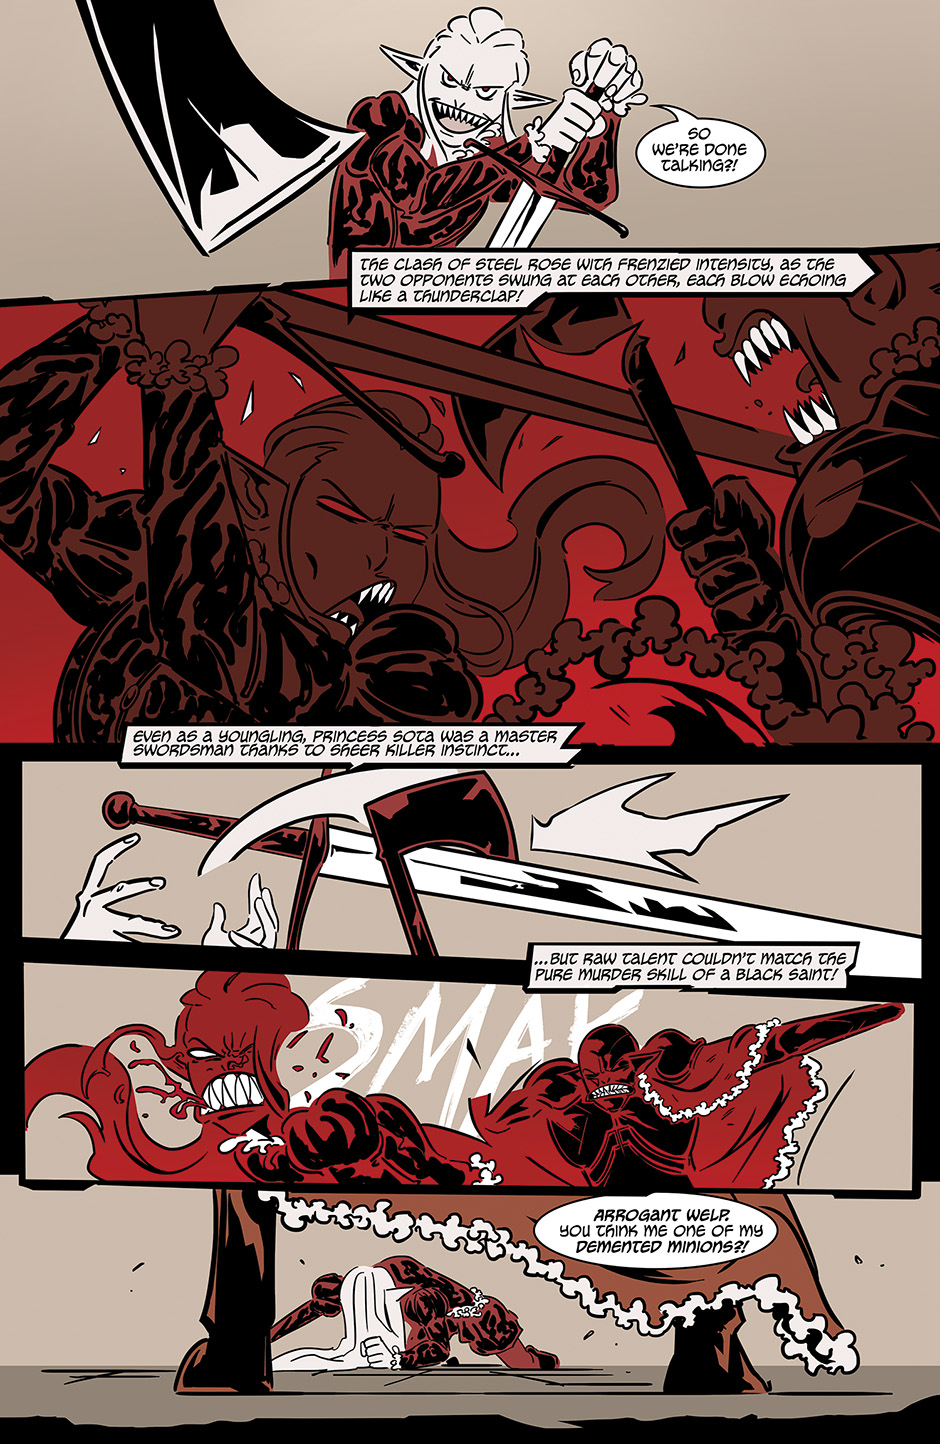 SO
WE'RE DONE
TALKING?!
THE CLASH OF STEEL ROSE WITH FRENZIED INTENSITY, AS THE
TWO OPPONENTS SWUNG AT EACH OTHER, EACH BLOW ECHOING
LIKE A THUNDERCLAP!
EVEN AS A YOUNGLING, PRINCESS SOTA WAS A MASTER
SWORDSMAN THANKS TO SHEER KILLER INSTINCT...
...BUT RAW TALENT COULDN'T MATCH THE
PURE MURDER SKILL OF A BLACK SAINT!
SMAK
ARROGANT WELP.
YOU THINK ME ONE OF MY
DEMENTED MINIONS?!